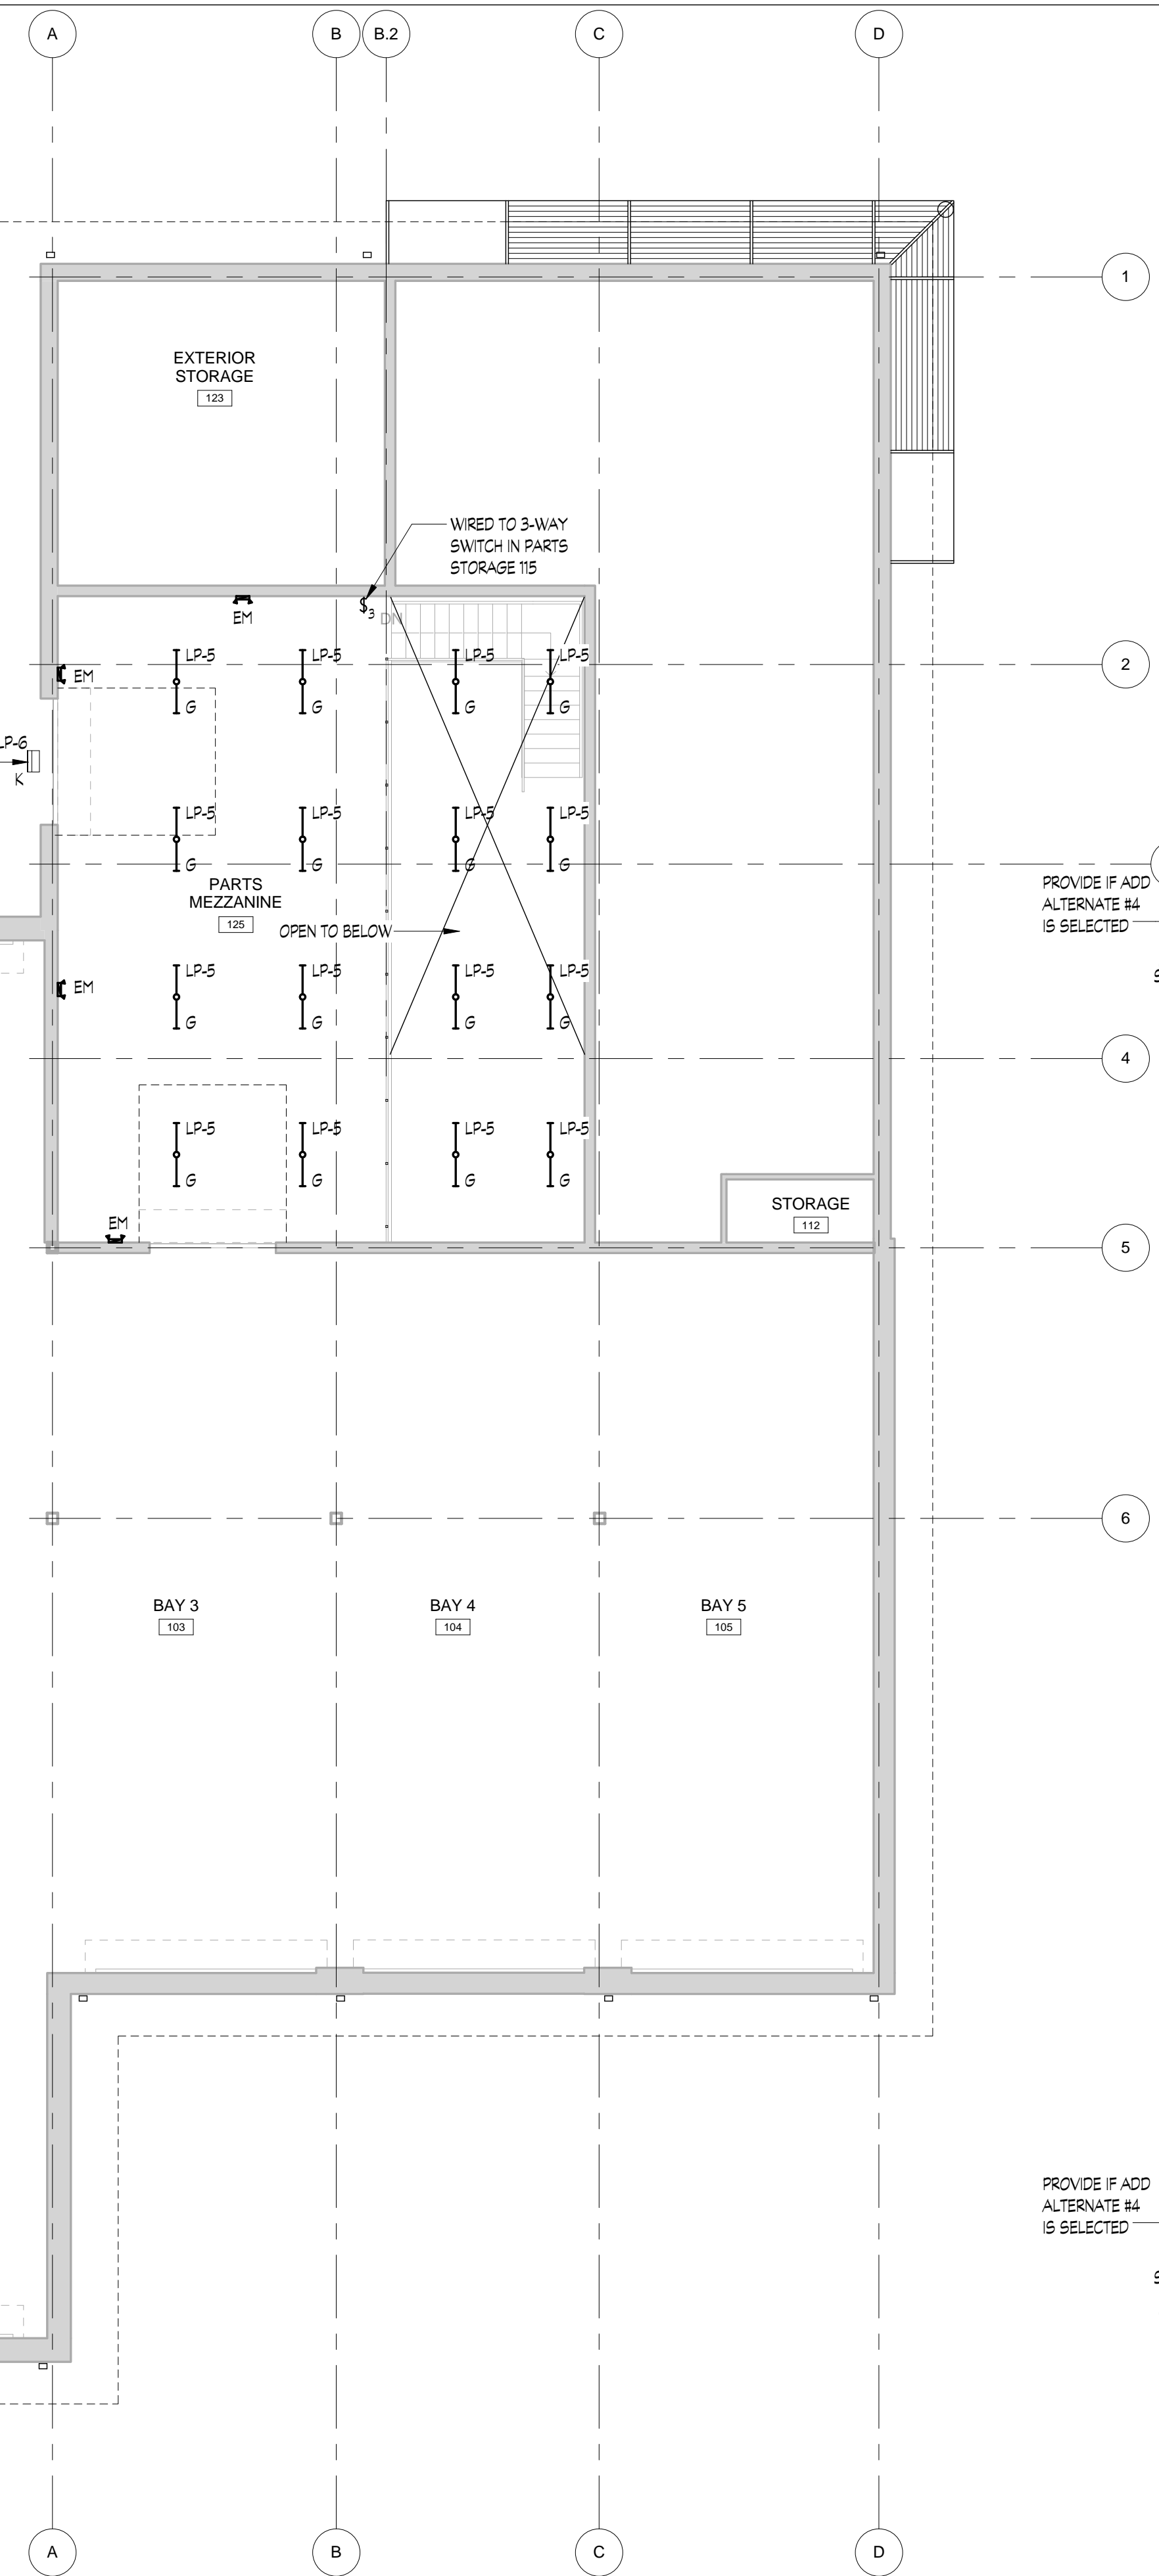 A
B
B.2
C
D
1
EXTERIOR
STORAGE
123
WIRED TO 3-WAY
SWITCH IN PARTS
STORAGE 115
EM
$3
DN
LP-5
LP-5
LP-5
LP-5
2
EM
G
G
G
G
LP-6
K
LP-5
LP-5
LP-5
LP-5
G
G
G
G
PARTS
MEZZANINE
125
OPEN TO BELOW
PROVIDE IF ADD
ALTERNATE #4
IS SELECTED
LP-5
LP-5
LP-5
LP-5
EM
G
G
G
G
4
LP-5
LP-5
LP-5
LP-5
G
G
G
G
STORAGE
112
EM
5
6
BAY 3
103
BAY 4
104
BAY 5
105
PROVIDE IF ADD
ALTERNATE #4
IS SELECTED
A
B
C
D